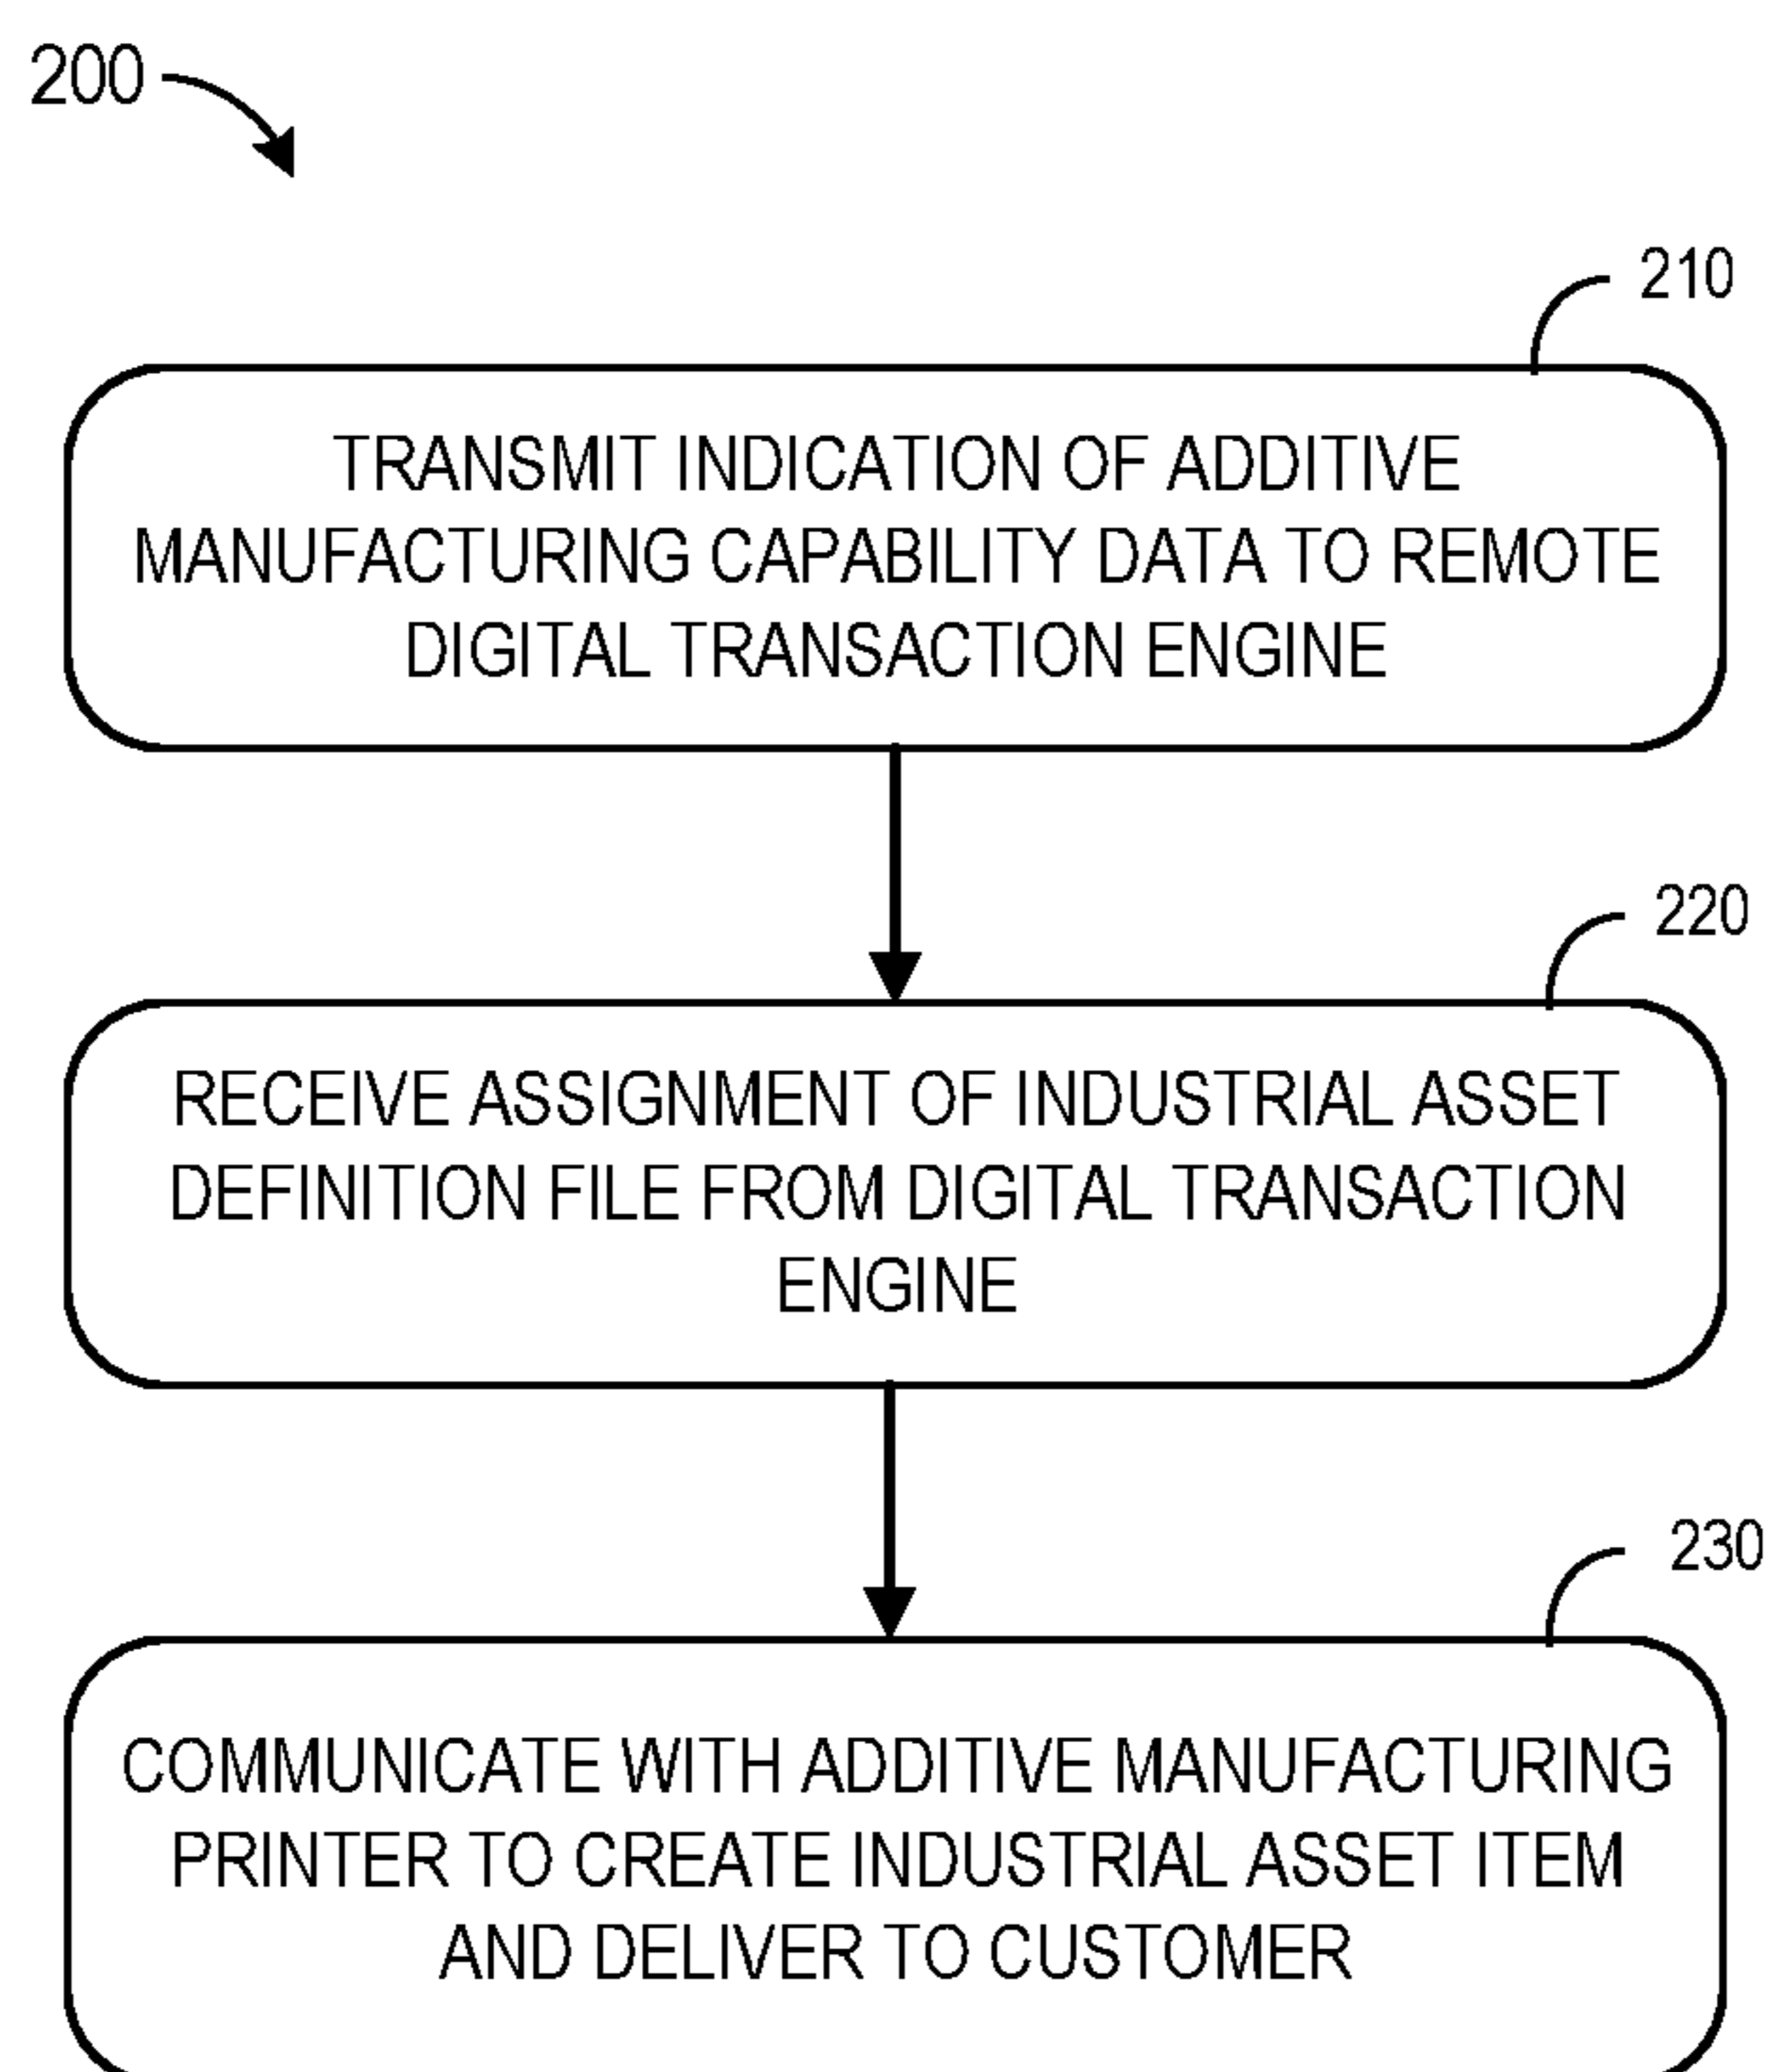 200
210
TRANSMIT INDICATION OF ADDITIVE
MANUFACTURING CAPABILITY DATA TO REMOTE
DIGITAL TRANSACTION ENGINE
220
RECEIVE ASSIGNMENT OF INDUSTRIAL ASSET
DEFINITION FILE FROM DIGITAL TRANSACTION
ENGINE
230
COMMUNICATE WITH ADDITIVE MANUFACTURING
PRINTER TO CREATE INDUSTRIAL ASSET ITEM
AND DELIVER TO CUSTOMER